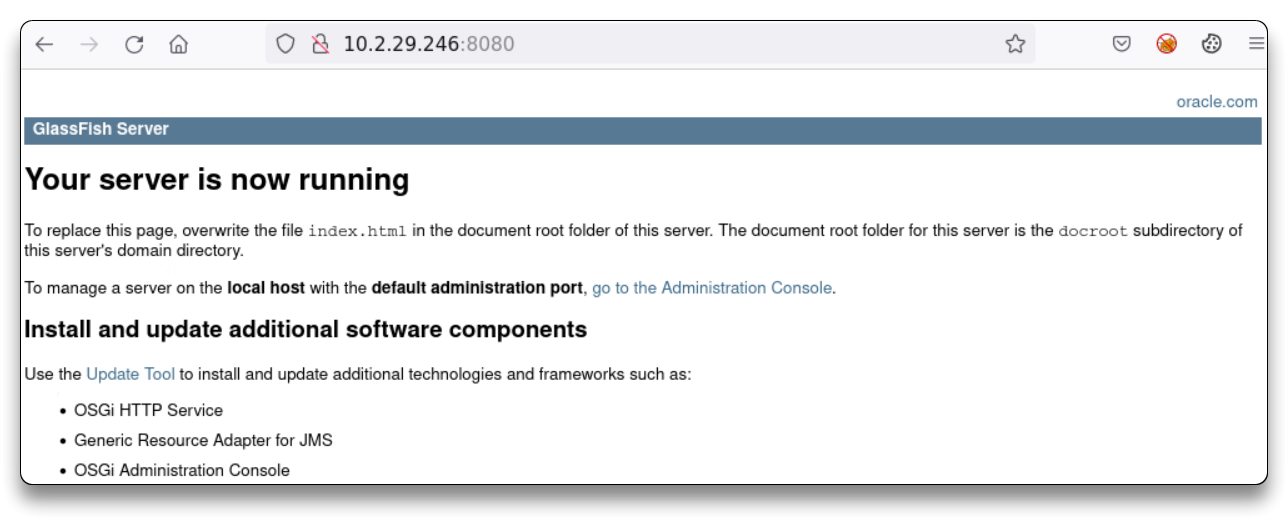 10.2.29.246:8080
oracle.com
GlassFish Server
Your server is now running
To replace this page, overwrite the file index.html in the document root folder of this server. The document root folder for this server is the docroot subdirectory of
this server's domain directory.
To manage a server on the local host with the default administration port, go to the Administration Console.
Install and update additional software components
Use the Update Tool to install and update additional technologies and frameworks such as:
• OSGi HTTP Service
• Generic Resource Adapter for JMS
• OSGi Administration Console